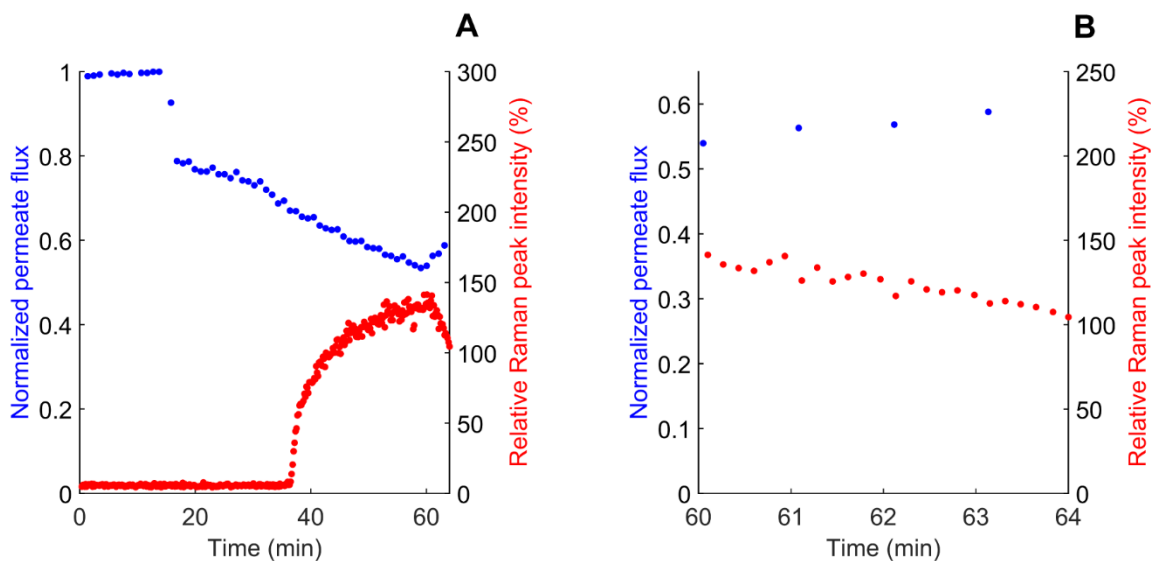 A
1
0.8
0.6
0.4
0.2
0
Normalized permeate flux
300
250
200
150
100
50
0
Relative Raman peak intensity (%)
0 20 40 60
Time (min)
B
0.6
0.5
0.4
0.3
0.2
0.1
0
Normalized permeate flux
250
200
150
100
50
0
Relative Raman peak intensity (%)
60 61 62 63 64
Time (min)